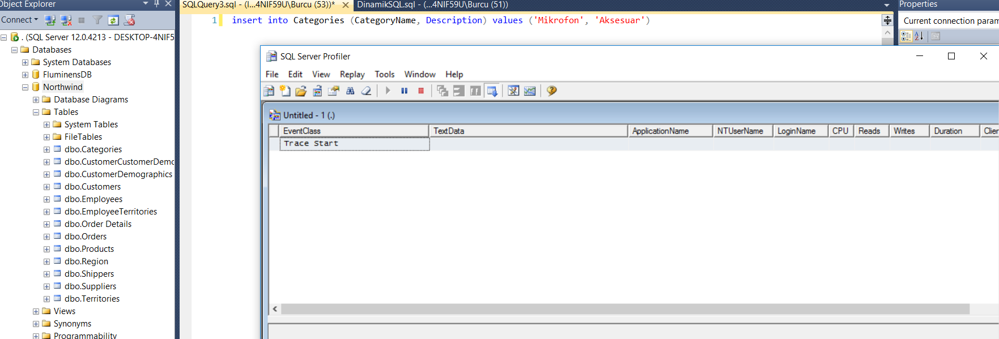 Object Explorer
Connect
. (SQL Server 12.0.4213 - DESKTOP-4NIF5
Databases
System Databases
FluminensDB
Northwind
Database Diagrams
Tables
System Tables
FileTables
dbo.Categories
dbo.CustomerCustomerDemo
dbo.CustomerDemographics
dbo.Customers
dbo.Employees
dbo.EmployeeTerritories
dbo.Order Details
dbo.Orders
dbo.Products
dbo.Region
dbo.Shippers
dbo.Suppliers
dbo.Territories
Views
Synonyms
Programmability
SQLQuery3.sql - (l...4NIF59U\Burcu (53))* DinamikSQL.sql - (...4NIF59U\Burcu (51))
1 insert into Categories (CategoryName, Description) values ('Mikrofon', 'Aksesuar')
SQL Server Profiler
File Edit View Replay Tools Window Help
Untitled - 1 (.)
EventClass TextData ApplicationName NTUserName LoginName CPU Reads Writes Duration Clien
Trace Start
Properties
Current connection param